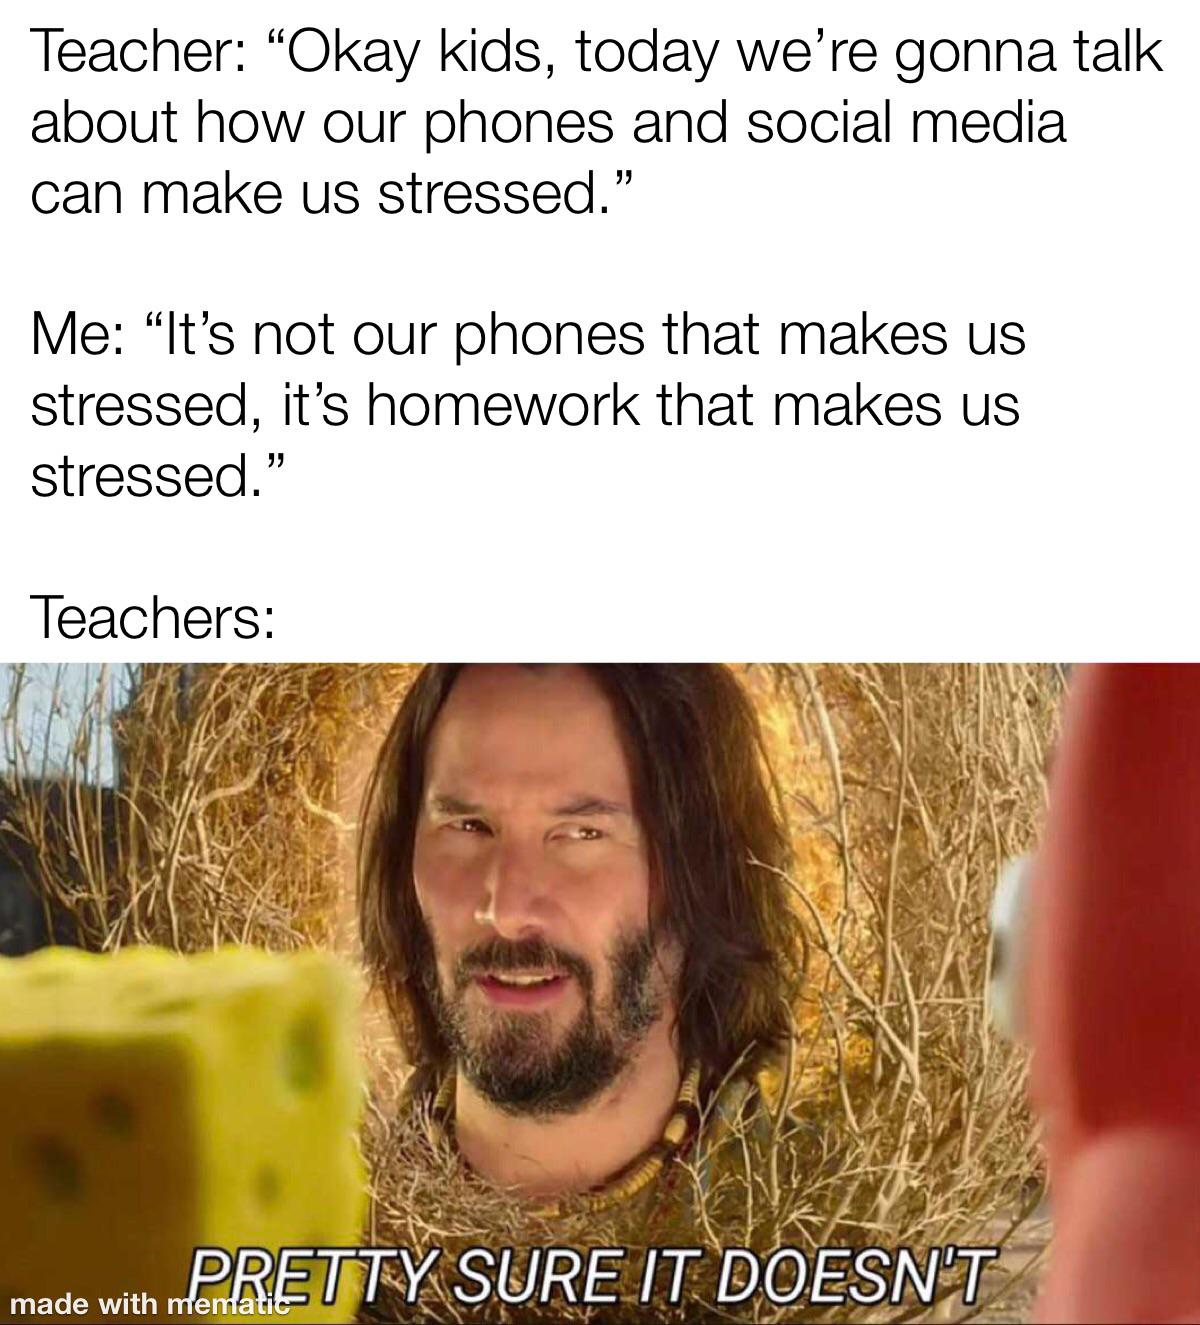 Teacher: “Okay kids, today we’re gonna talk
about how our phones and social media
can make us stressed.”
Me: “It’s not our phones that makes us
stressed, it’s homework that makes us
stressed.”
Teachers:
PRETTY SURE IT DOESN'T
made with mematic